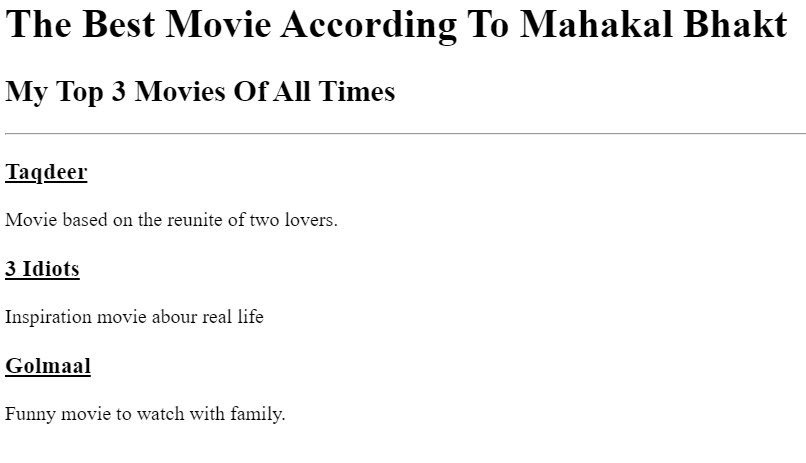 The Best Movie According To Mahakal Bhakt
My Top 3 Movies Of All Times
Taqdeer
Movie based on the reunite of two lovers.
3 Idiots
Inspiration movie abour real life
Golmaal
Funny movie to watch with family.